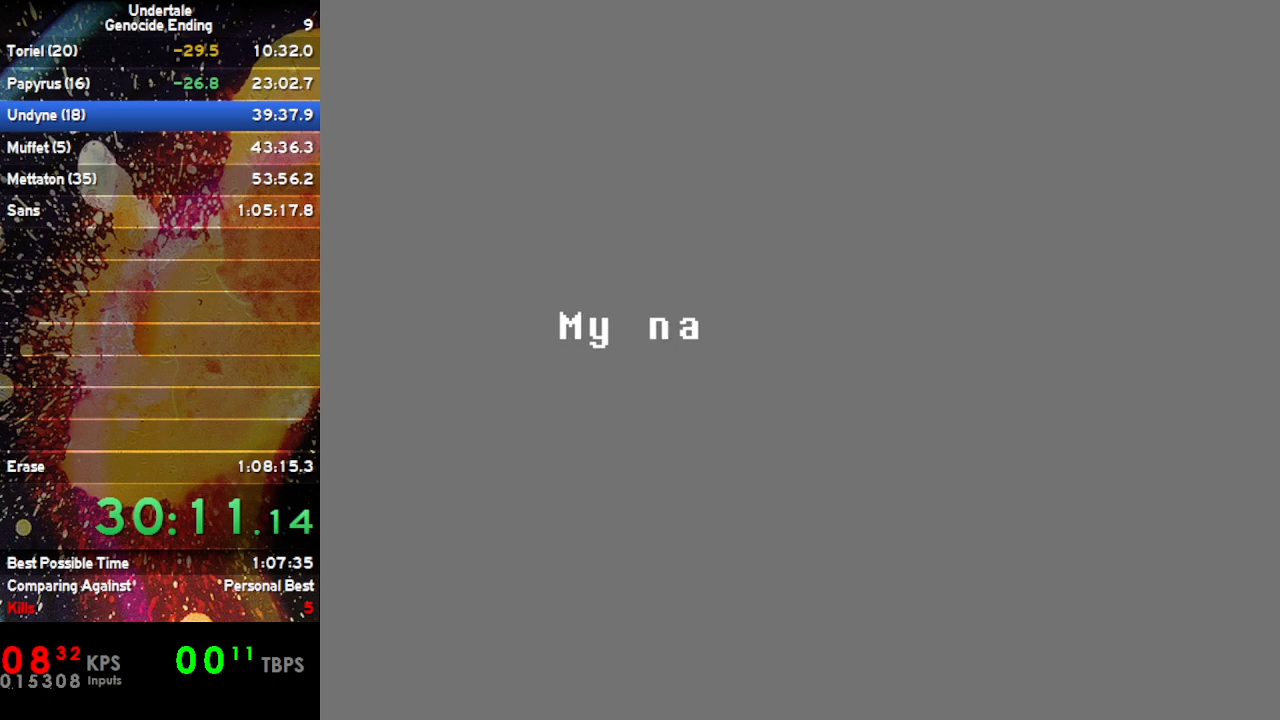 Undertale
Genocide Ending 9
Toriel (20) -29.5 10:32.0
Papyrus (16) -26.8 23:02.7
Undyne (18) 39:37.9
Muffet (5) 43:36.3
Mettaton (35) 53:56.2
Sans 1:05:17.8
My na
Erase 1:08:15.3
30:11.14
Best Possible Time 1:07:35
Comparing Against Personal Best
Kills 5
08 32 KPS 00 11 TBPS
015308 Inputs